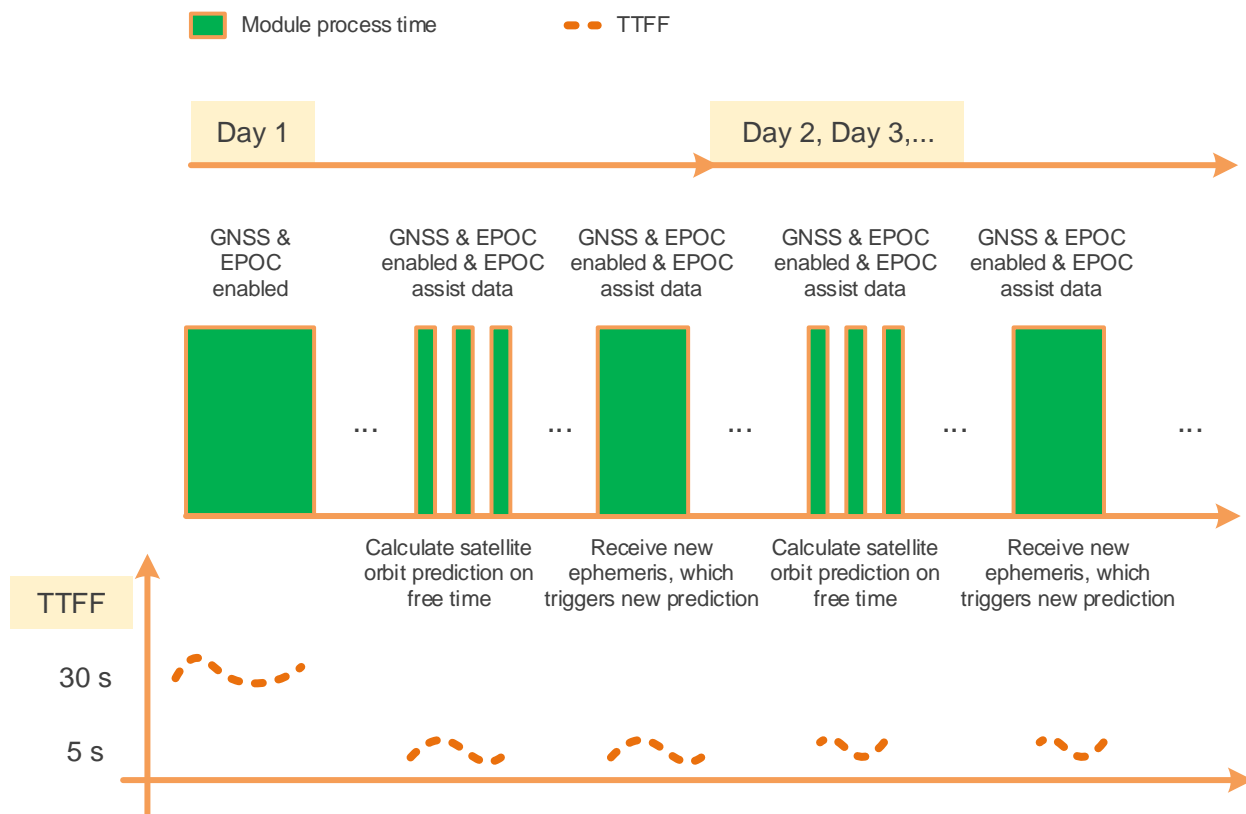 Module process time
TTFF
Day 1
Day 2, Day 3,...
GNSS &
EPOC
enabled
GNSS & EPOC
enabled & EPOC
assist data
GNSS & EPOC
enabled & EPOC
assist data
GNSS & EPOC
enabled & EPOC
assist data
GNSS & EPOC
enabled & EPOC
assist data
...
...
...
...
...
Calculate satellite
orbit prediction on
free time
Receive new
ephemeris, which
triggers new prediction
Calculate satellite
orbit prediction on
free time
Receive new
ephemeris, which
triggers new prediction
TTFF
30 s
5 s